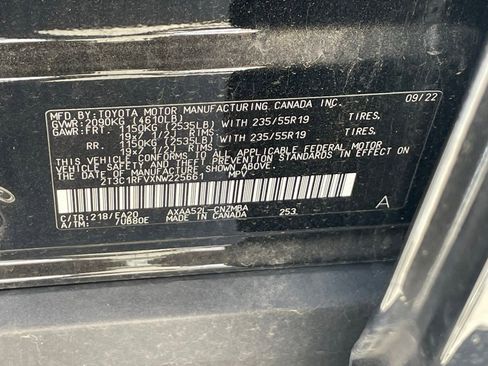 MFD.BY:TOYOTA MOTOR MANUFACTURING CANADA INC. 09/22
GVWR:2090KG (4610LB)
GAWR:FRT. 1150KG (2535LB) WITH 235/55R19 TIRES.
19x7 1/2J RIMS.
RR. 1150KG (2535LB) WITH 235/55R19 TIRES.
19x7 1/2J RIMS.
THIS VEHICLE CONFORMS TO ALL APPLICABLE FEDERAL MOTOR
VEHICLE SAFETY, BUMPER, AND THEFT PREVENTION STANDARDS IN EFFECT
ON THE DATE OF MANUFACTURE SHOWN ABOVE.
2T3C1RFVXNW225661 MPV
C/TR:218/EA20 AXAA52L-CNZMBA 253 A
A/TM: /UB80E MADE IN CANADA